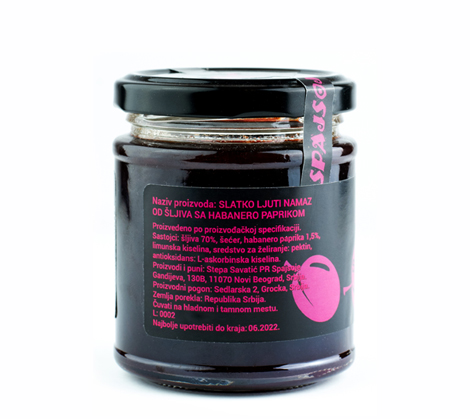 SPAJSO
Naziv proizvoda: SLATKO LJUTI NAMAZ
OD ŠLJIVA SA HABANERO PAPRIKOM
Proizvedeno po proizvođačkoj specifikaciji.
Sastojci: šljiva 70%, šećer, habanero paprika 1,5%,
limunska kiselina, sredstvo za želiranje: pektin,
antioksidans: L-askorbinska kiselina.
Proizvodi i puni: Stepa Savatić PR
Gandijeva, 130B, 11070 Novi Beograd,
Proizvodni pogon: Sedlarska 2, Grocka,
Zemlja porekla: Republika Srbija.
Čuvati na hladnom i tamnom mestu.
L: 0002
Najbolje upotrebiti do kraja: 06.2022.